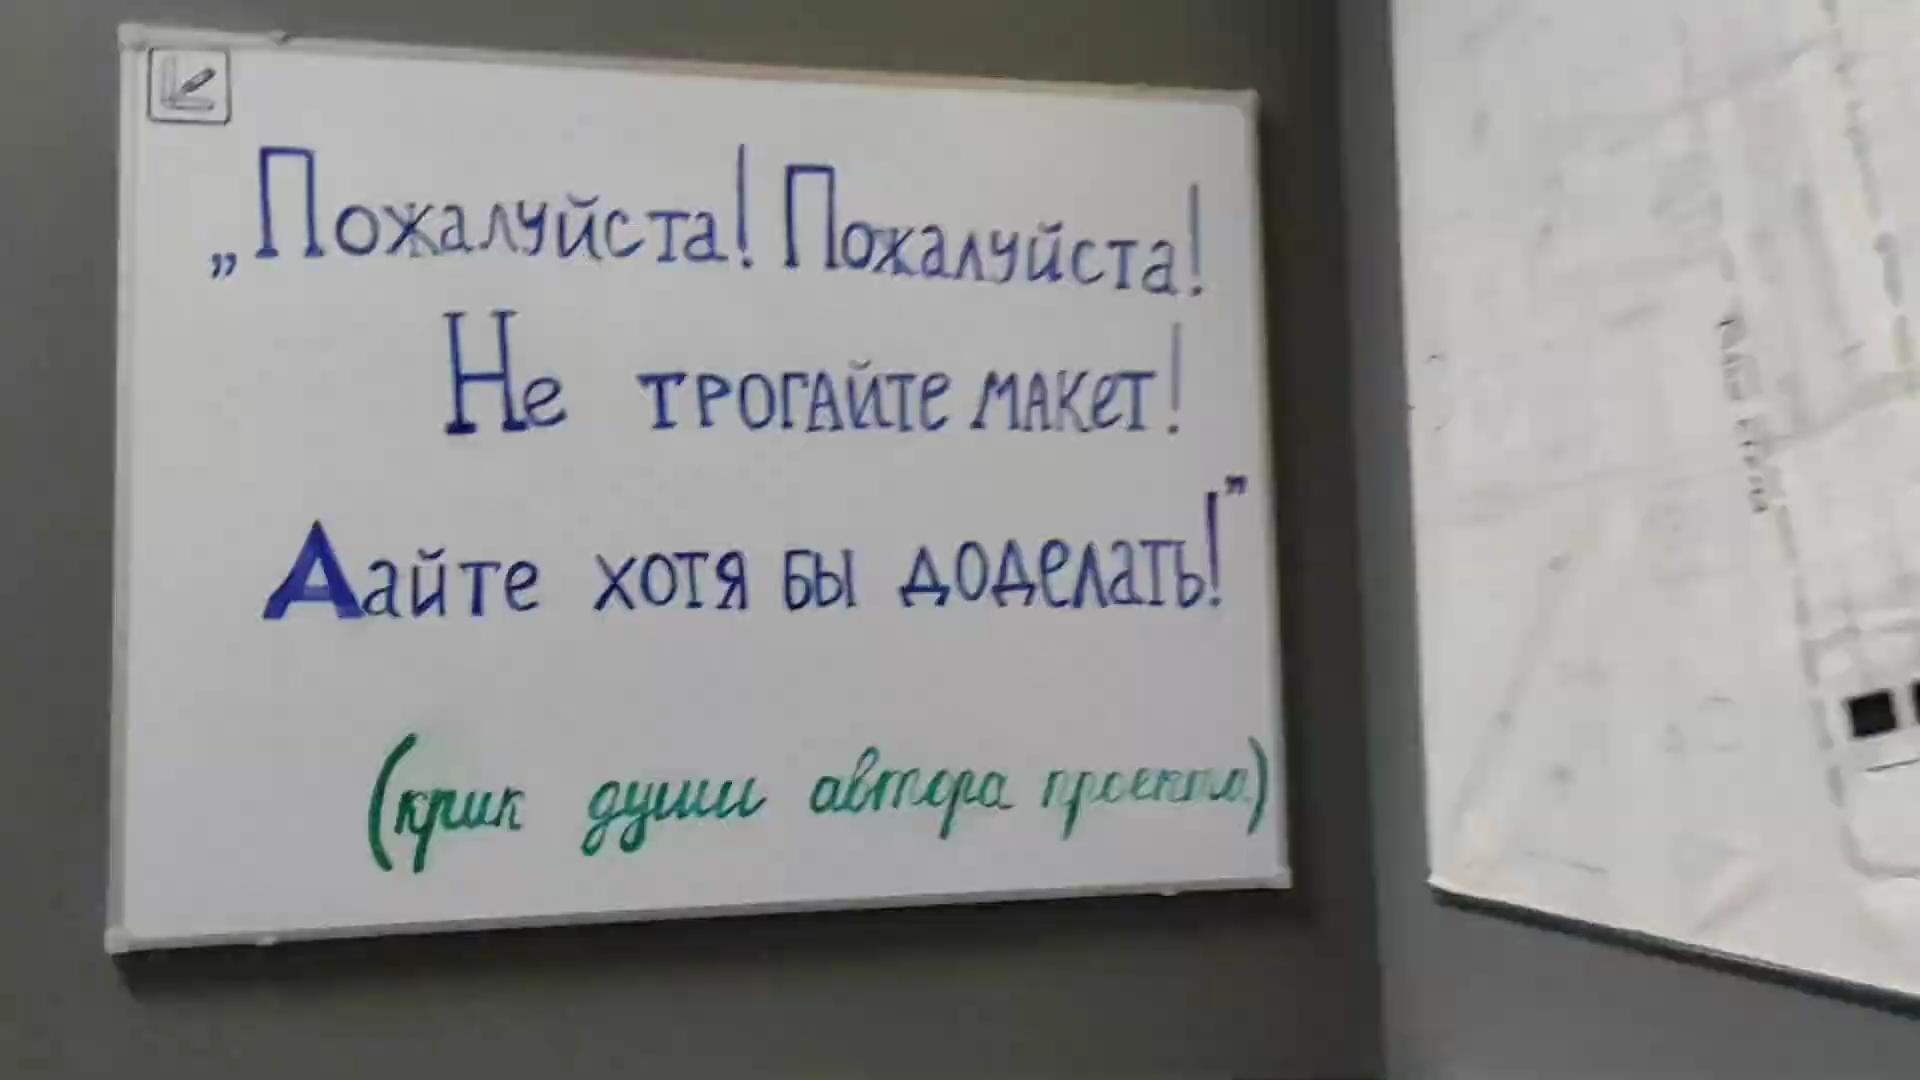 „Пожалуйста! Пожалуйста!
Не трогайте макет!
Дайте хотя бы доделать!”
(крик души автора проекта)